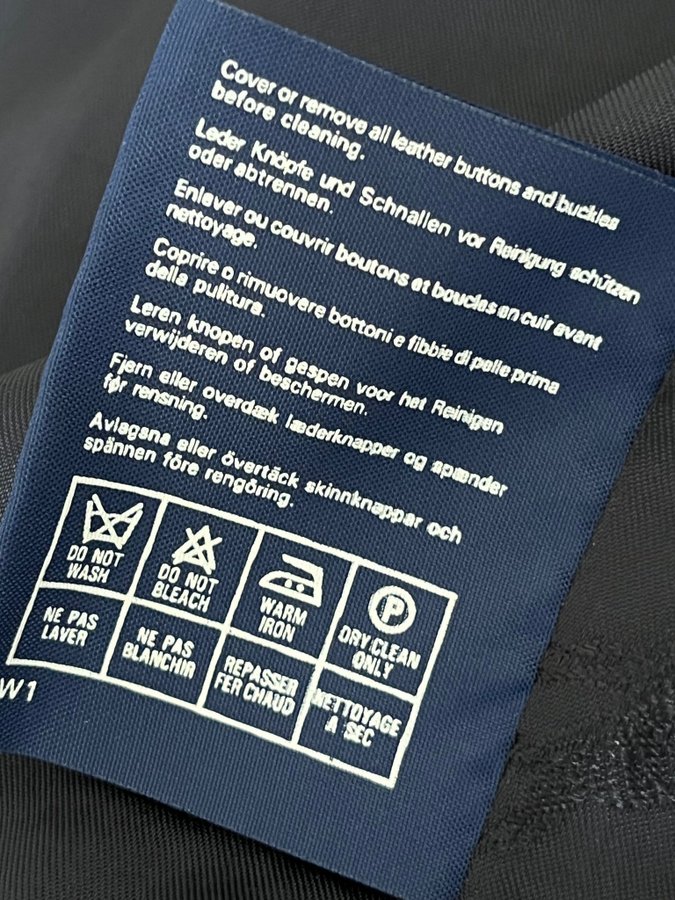 Cover or remove all leather buttons and buckles
before cleaning.
Leder Knöpfe und Schnallen vor Reinigung schützen
oder abtrennen.
Enlever ou couvrir boutons et boucles en cuir avant
nettoyage.
Coprire o rimuovere bottoni e fibbie di pelle prima
della pulitura.
Leren knopen of gespen voor het Reinigen
verwijderen of beschermen.
Fjern eller overdæk læderknapper og spænder
før rensning.
Avlagsna eller övertäck skinnknappar och
spännen före rengöring.
DO NOT
WASH
DO NOT
BLEACH
WARM
IRON
P
DRY CLEAN
ONLY
NE PAS
LAVER
NE PAS
BLANCHIR
REPASSER
FER CHAUD
NETTOYAGE
A SEC
W1